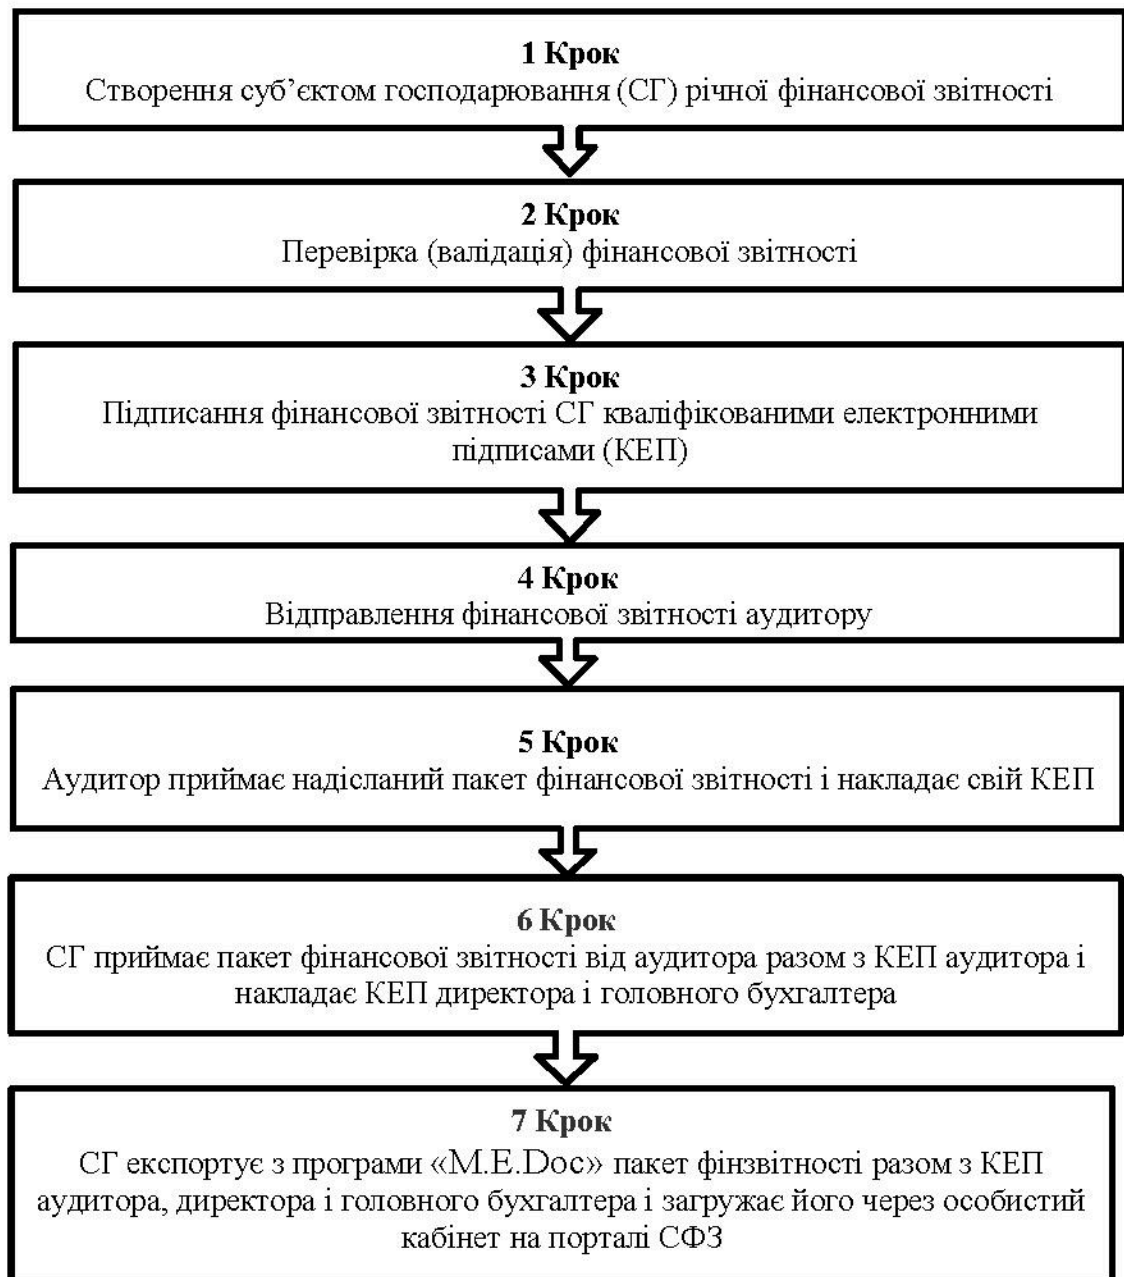 1 Крок
Створення суб’єктом господарювання (СГ) річної фінансової звітності
2 Крок
Перевірка (валідація) фінансової звітності
3 Крок
Підписання фінансової звітності СГ кваліфікованими електронними
підписами (КЕП)
4 Крок
Відправлення фінансової звітності аудитору
5 Крок
Аудитор приймає надісланий пакет фінансової звітності і накладає свій КЕП
6 Крок
СГ приймає пакет фінансової звітності від аудитора разом з КЕП аудитора і
накладає КЕП директора і головного бухгалтера
7 Крок
СГ експортує з програми «M.E.Doc» пакет фінзвітності разом з КЕП
аудитора, директора і головного бухгалтера і загружає його через особистий
кабінет на порталі СФЗ